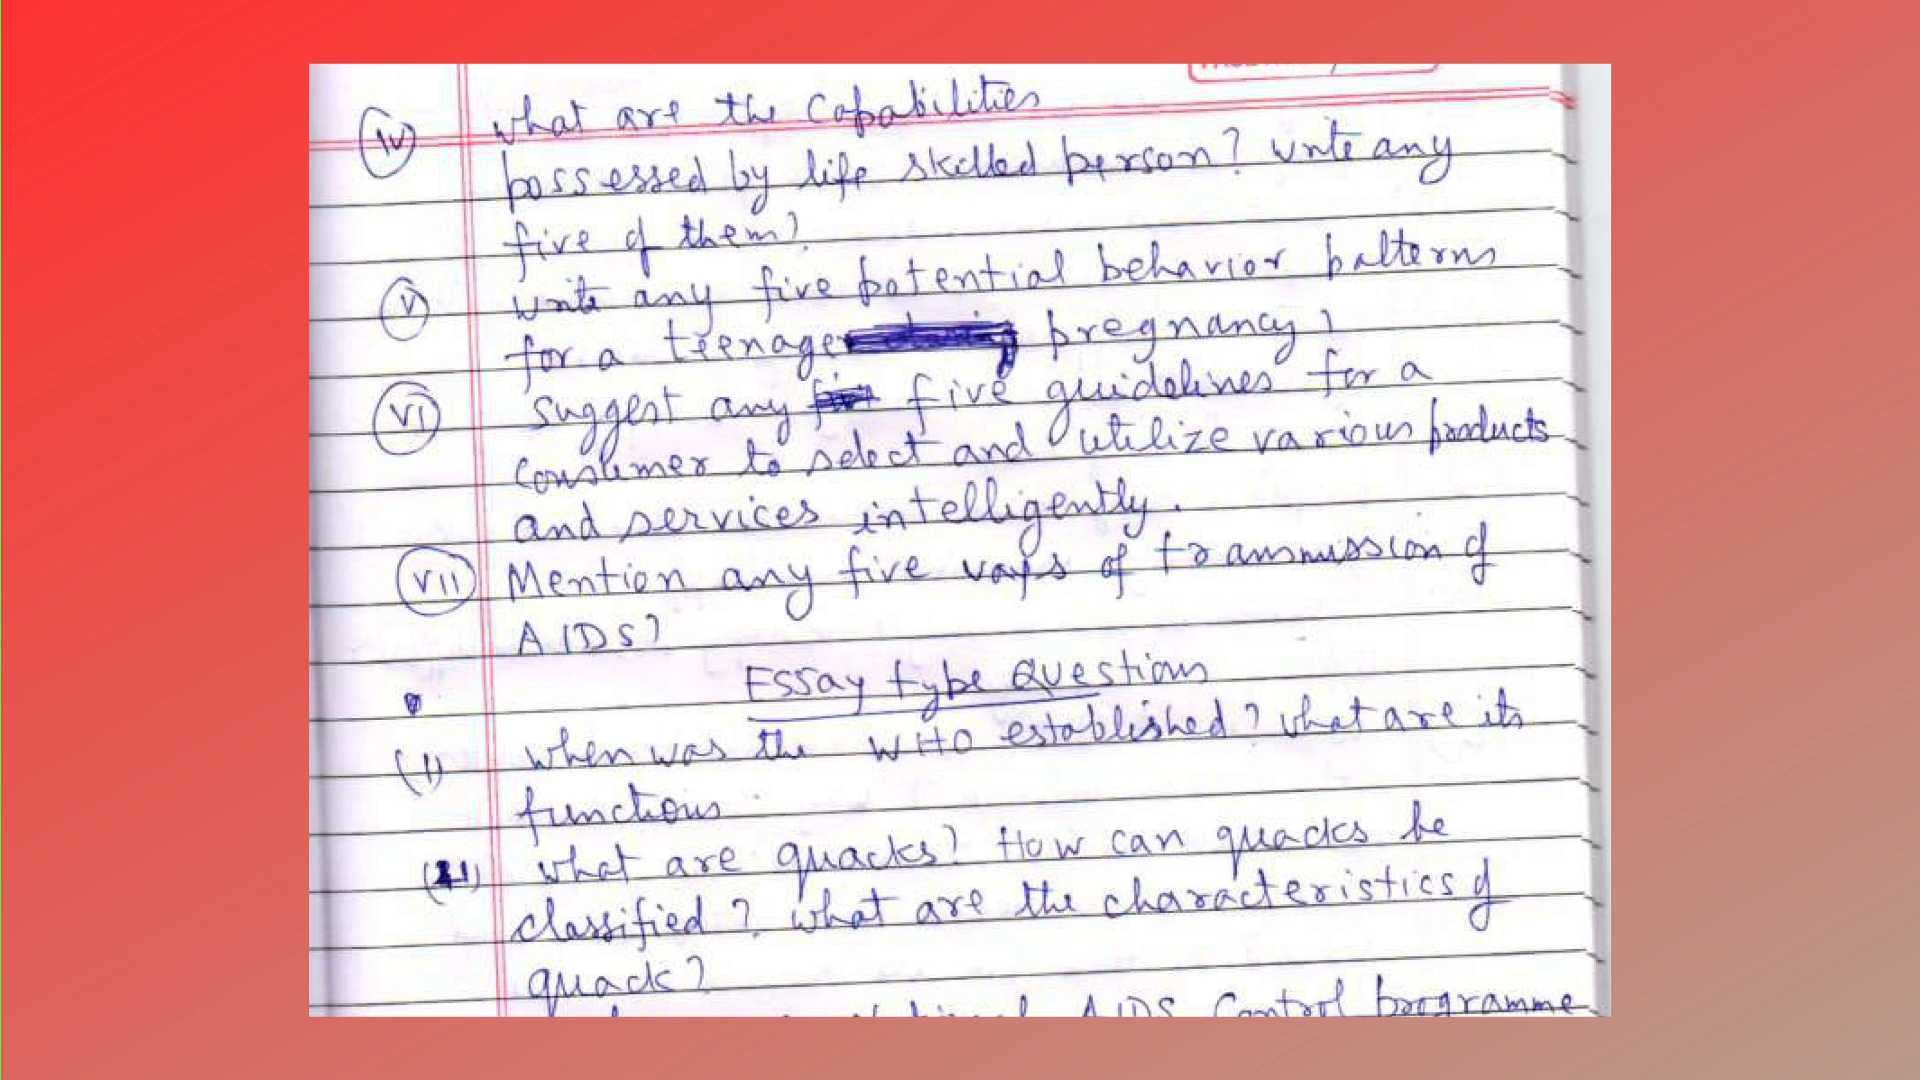 (iv) What are the Capabilities
possessed by life skilled person? Write any
five of them?
(v) Write any five potential behavior patterns
for a teenage pregnancy?
(vi) Suggest any five guidelines for a
consumer to select and utilize various products
and services intelligently.
(vii) Mention any five ways of transmission of
AIDS?
Essay type Questions
(1) When was the WHO established? What are its
functions
(11) What are quacks? How can quacks be
classified? What are the characteristics of
quack?
AIDS Control programme